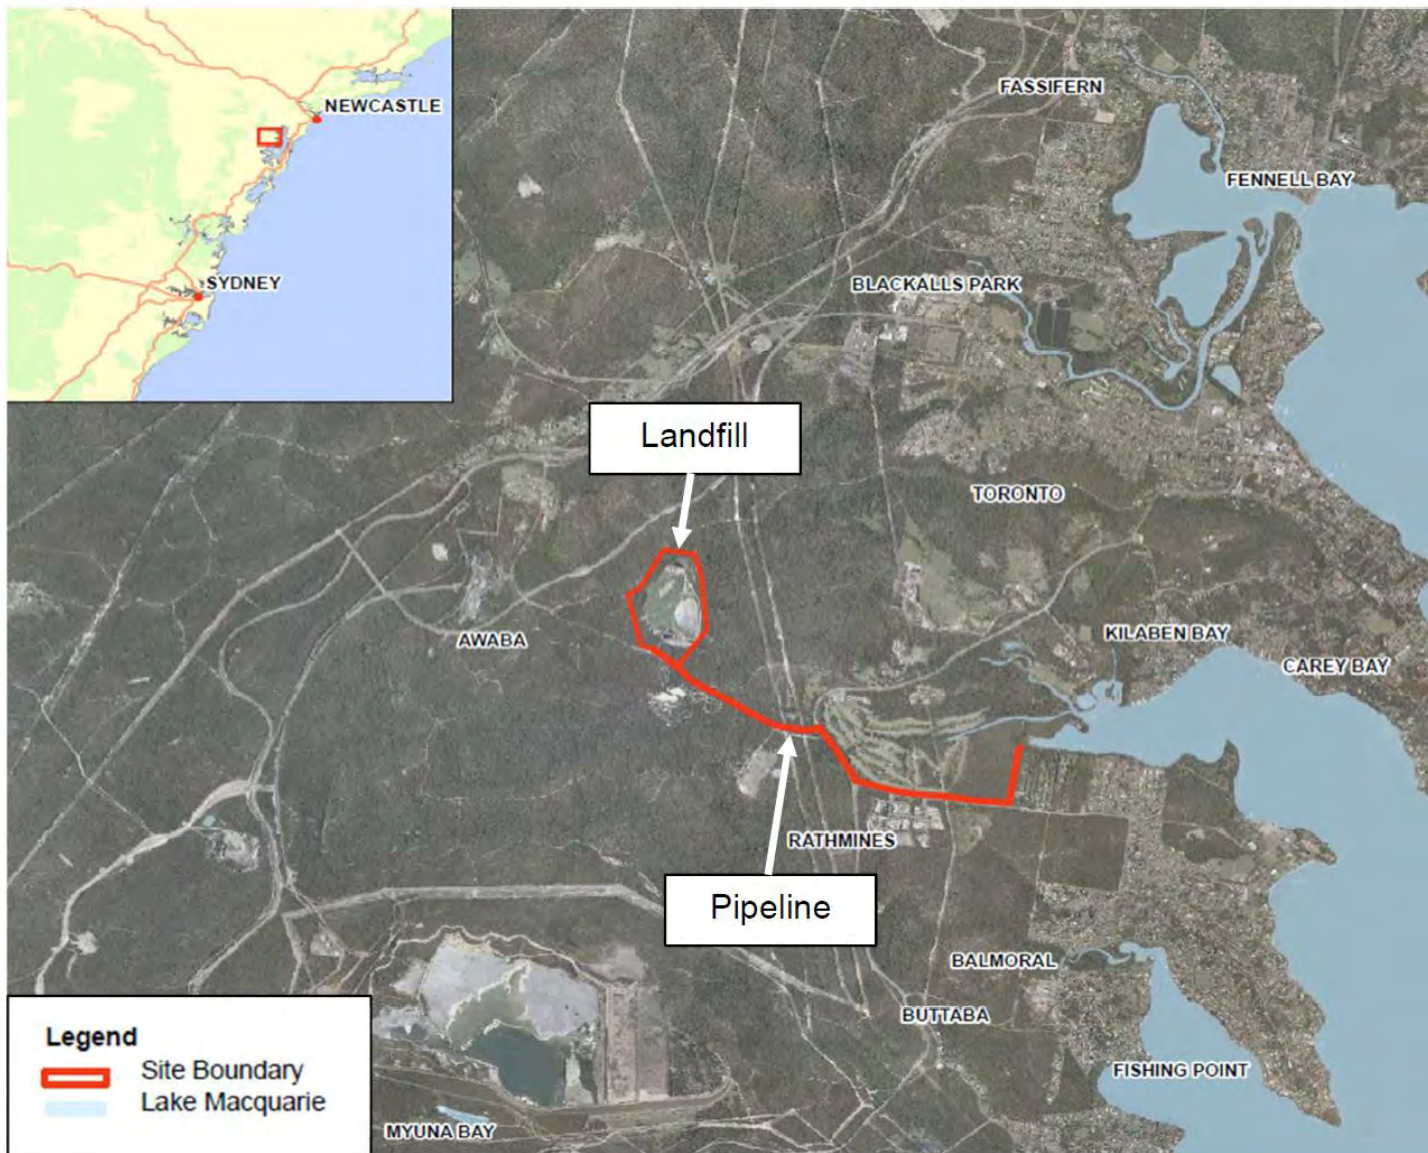 NEWCASTLE
SYDNEY
FASSIFERN
FENNELL BAY
BLACKALLS PARK
Landfill
TORONTO
AWABA
KILABEN BAY
CAREY BAY
RATHMINES
Pipeline
BALMORAL
BUTTABA
FISHING POINT
MYUNA BAY
Legend
Site Boundary
Lake Macquarie